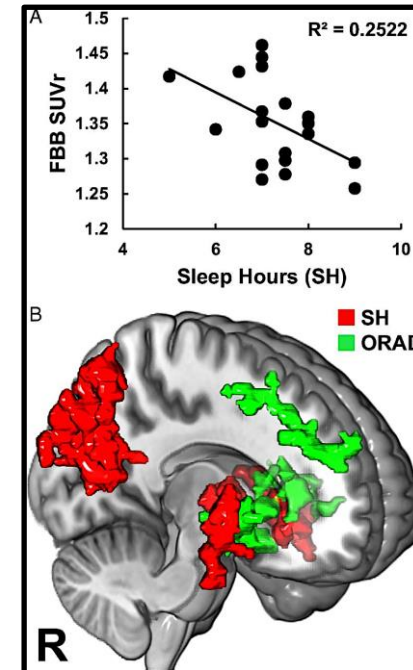 A
R² = 0.2522
FBB SUVr
1.5
1.45
1.4
1.35
1.3
1.25
1.2
4 6 8 10
Sleep Hours (SH)
B
SH
ORAD
R